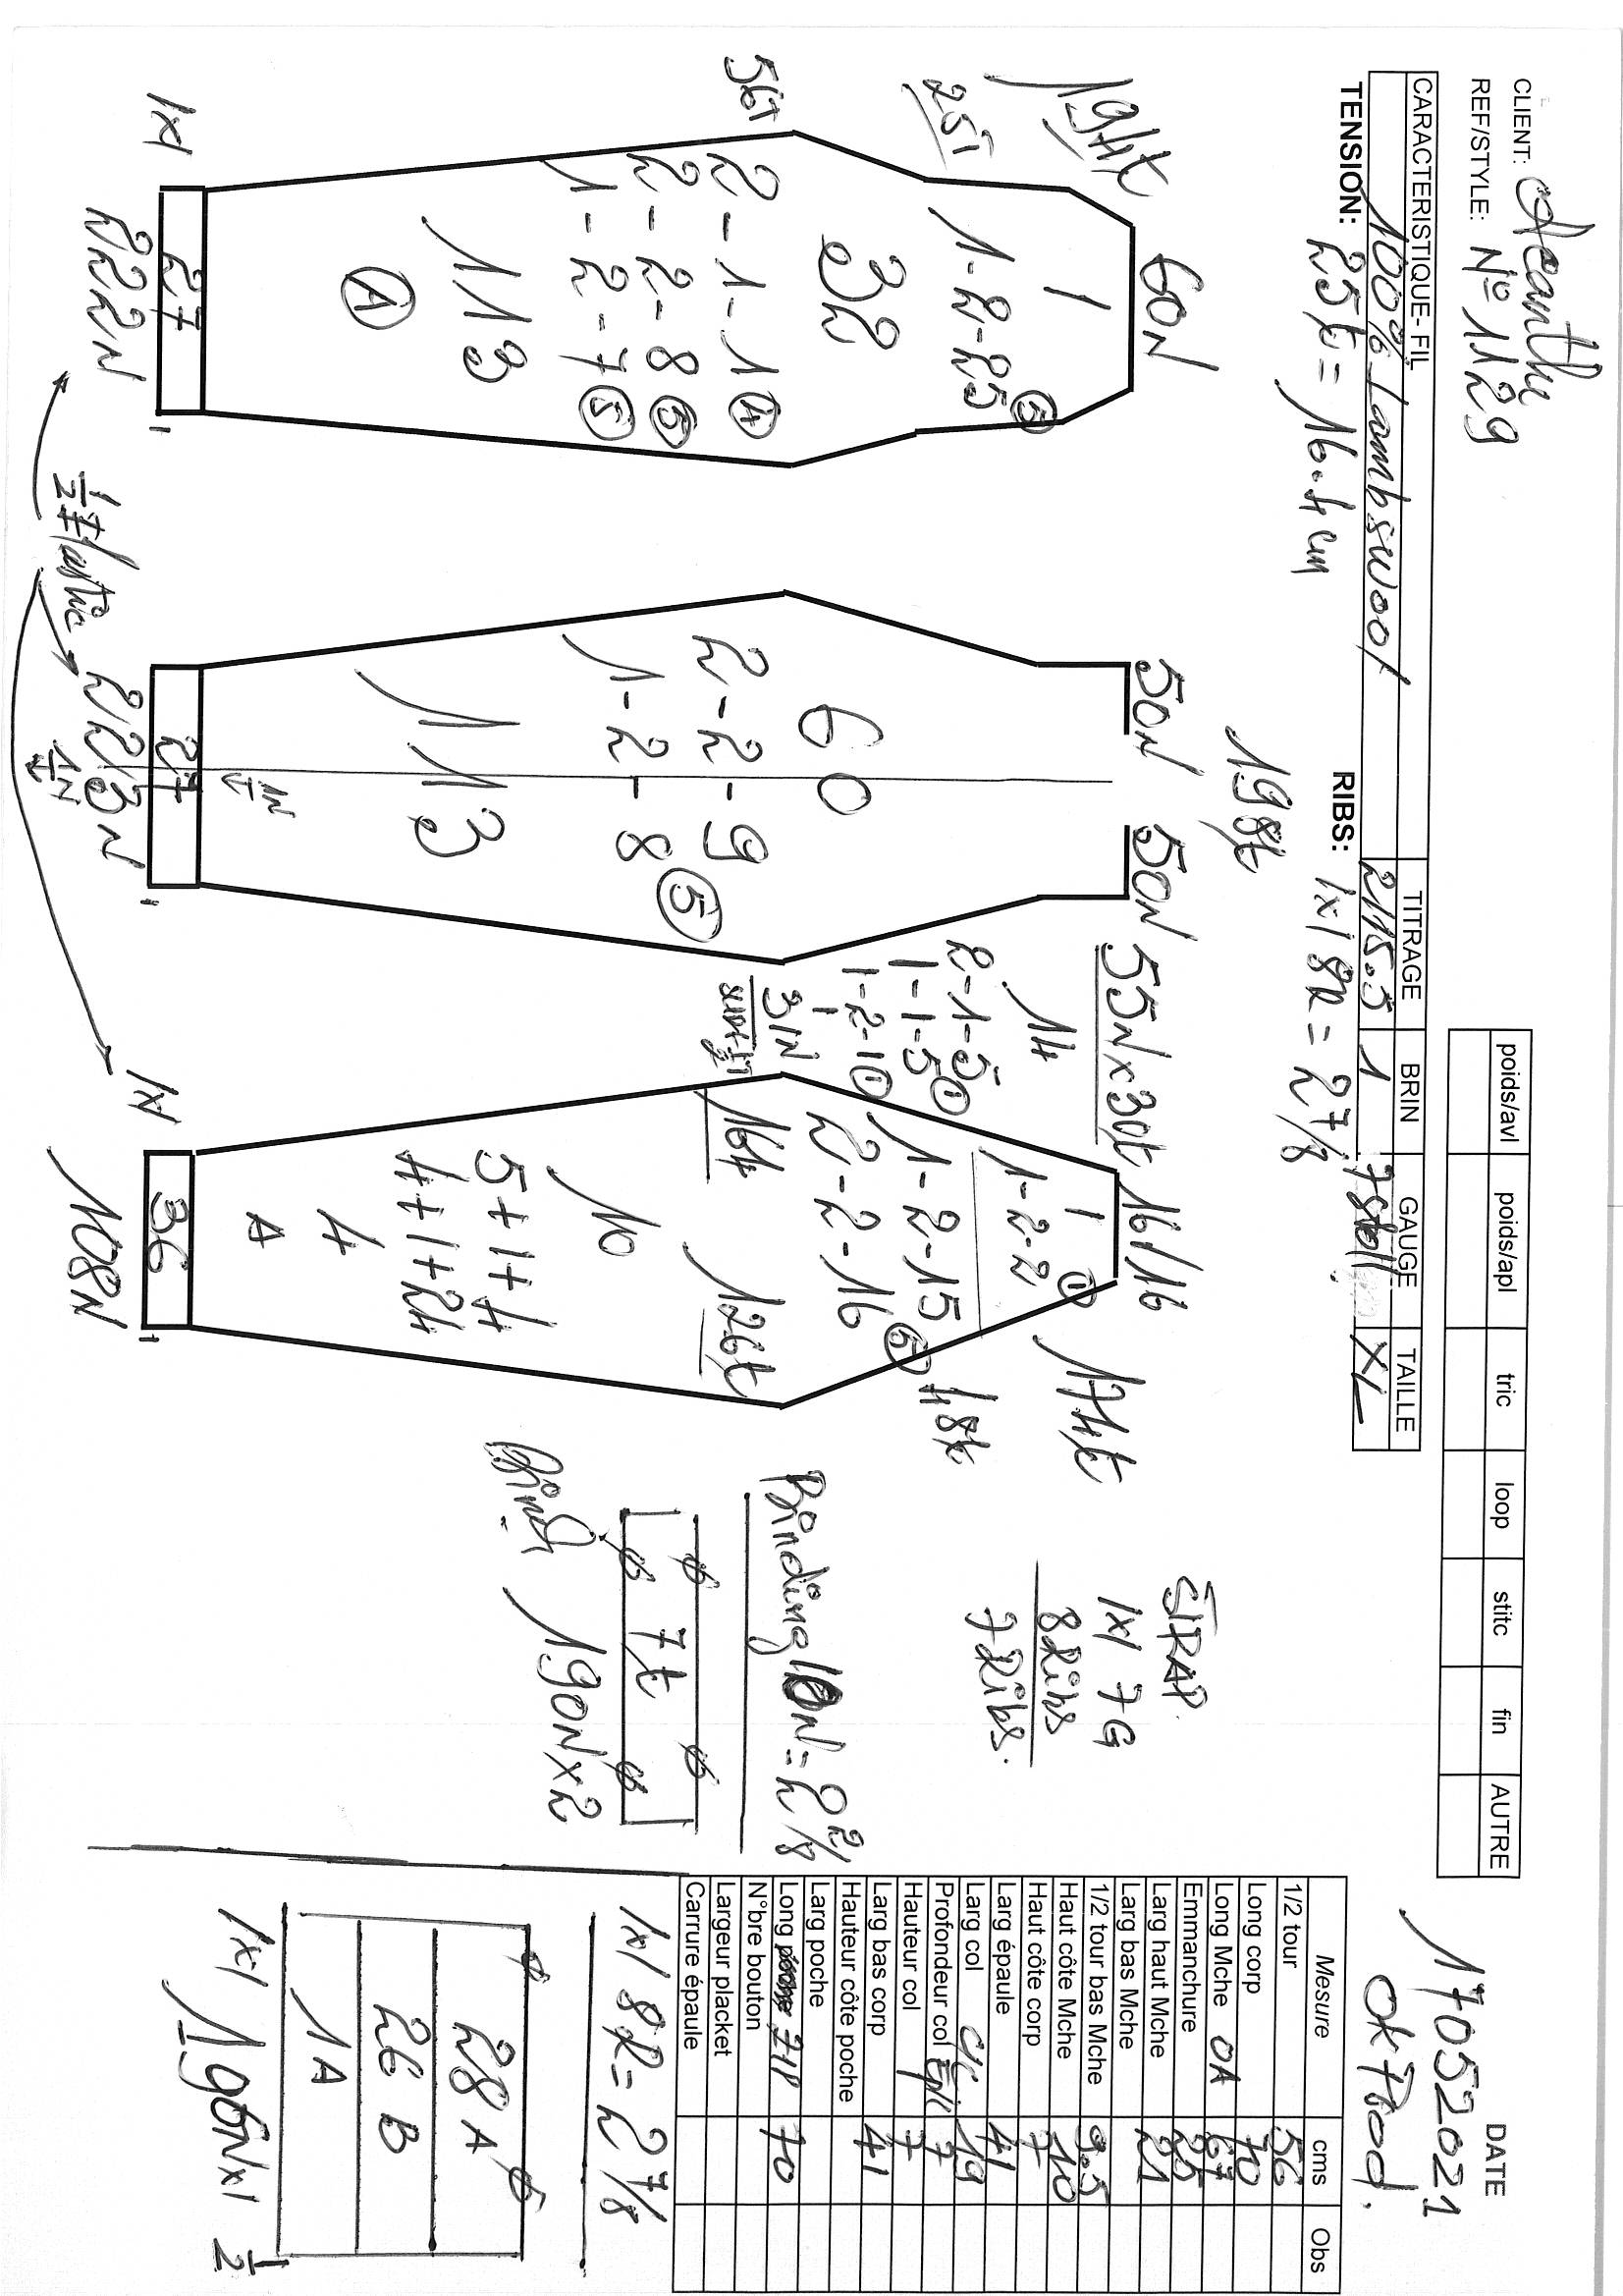 CLIENT: Acanthe
REF/STYLE: Nº 1129
poids/avl poids/apl tric loop stitc fin AUTRE
DATE
17052021
OK Prod.
CARACTERISTIQUE- FIL TITRAGE BRIN GAUGE TAILLE
100% Lambswool 2/15.5 1 7 Stoll XL
TENSION: 25t = 16.4 cm
RIBS: 1x1 8R = 2 7/8
Mesure cms Obs
1/2 tour 56
Long corp 70
Long Mche OA 67
Emmanchure 25
Larg haut Mche 21
Larg bas Mche
1/2 tour bas Mche 9.5
Haut côte Mche 10
Haut côte corp 7
Larg épaule 41
Larg col C/C 19
Profondeur col Ep/C 7
Hauteur col 7
Larg bas corp 41
Hauteur côte poche
Larg poche
Long poche ZIP 70
N°bre bouton
Largeur placket
Carrure épaule
60N
194t
1
1-2-25 (5)
25T
32
56T
2-1-1 (4)
2-2-8 (5)
1-2-7 (5)
113
(A)
1x1 27 1
222N
198t
50N 50N
60
2-2-9
1-2-8 (5)
113
1N
27 1
223N
1N
1/2 Elastic
55N x 30t
14
2-1-5 (1)
1-1-5
1-2-1 (1)
1
31N
16/16
174t
1 (1)
1-2-2
48t
1-2-15
2-2-16 (5)
164 126t
10
5+1+4
4+1+24
4
A
1x1 36 1
108N
STRAP.
1x1 7G
8 Ribs
7 Ribs.
Binding 10N = 2 2/8
7t
190N x 2
1x1 8R = 2 7/8
28 A
26 B
1A
1x1 196N x1 1/2